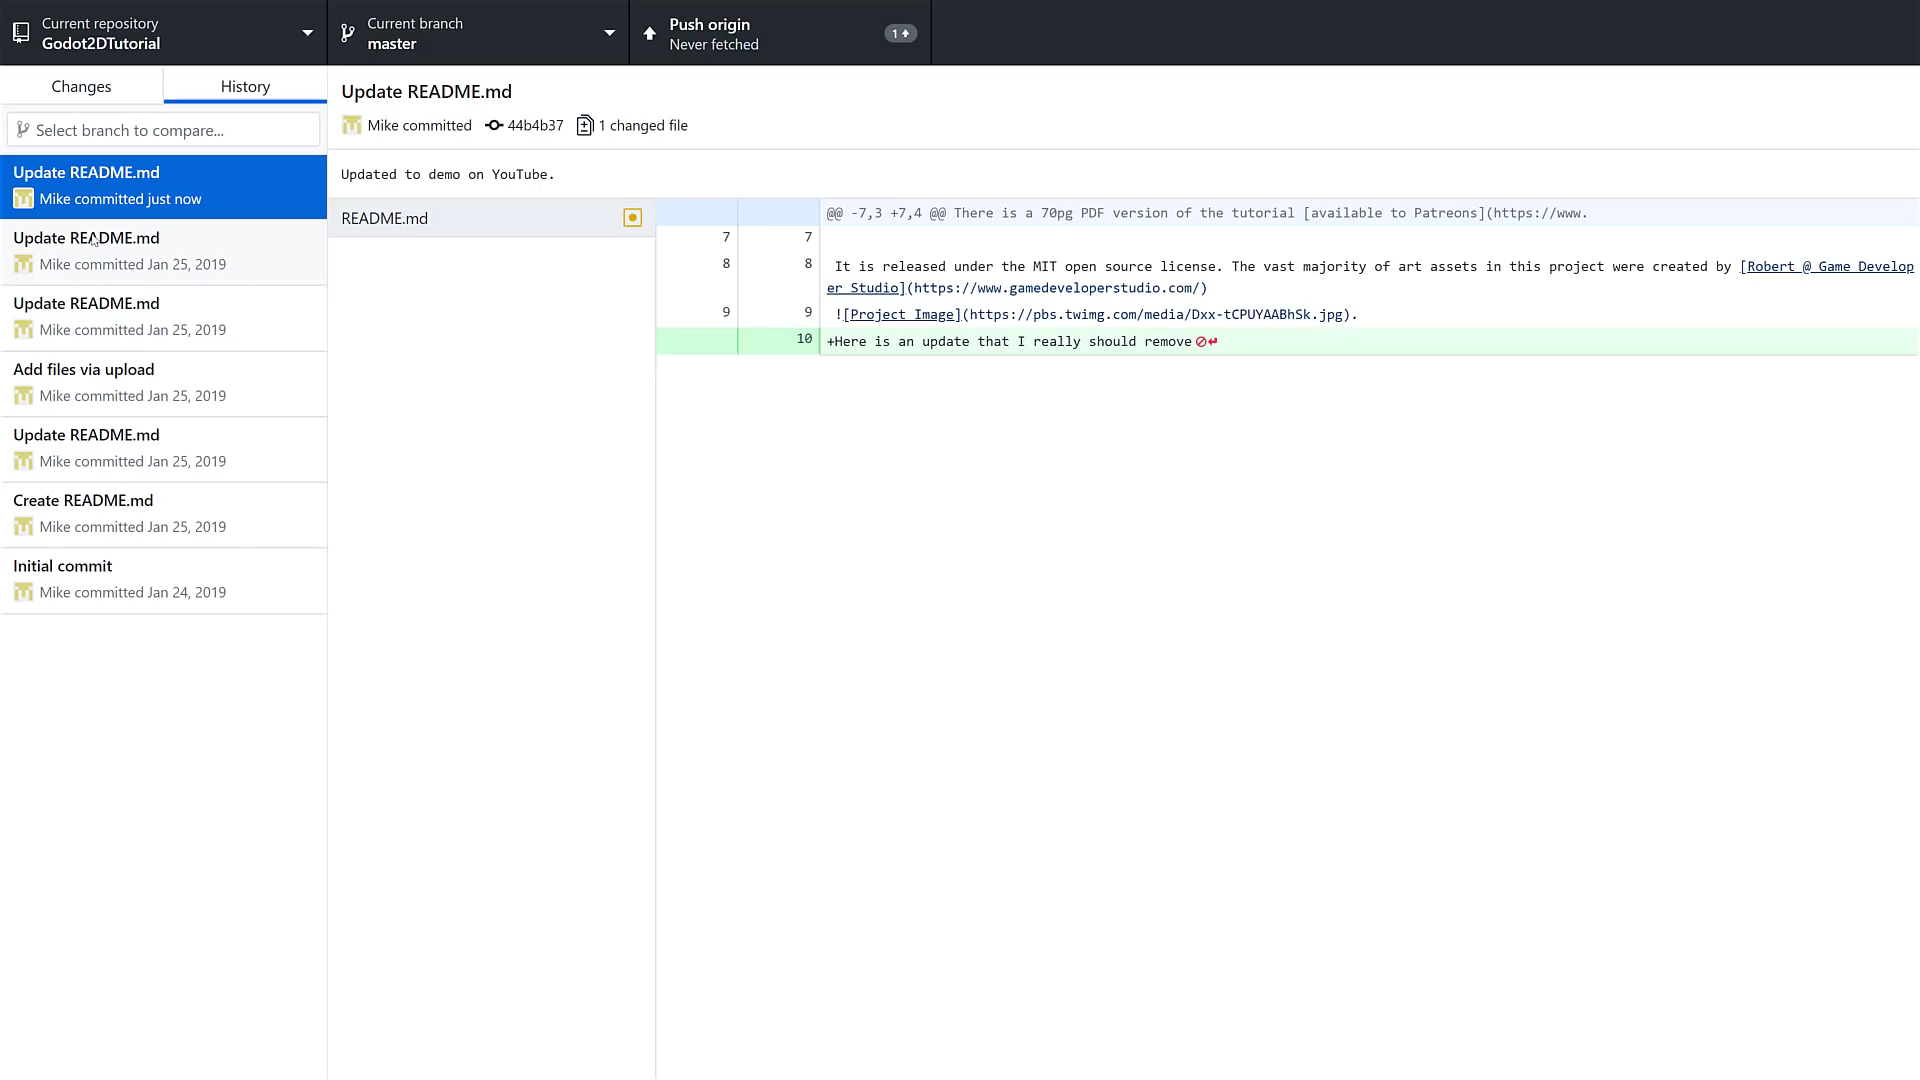 Current repository
Godot2DTutorial
Current branch
master
Push origin
Never fetched
1
Changes
History
Select branch to compare...
Update README.md
Mike committed just now
Update README.md
Mike committed Jan 25, 2019
Update README.md
Mike committed Jan 25, 2019
Add files via upload
Mike committed Jan 25, 2019
Update README.md
Mike committed Jan 25, 2019
Create README.md
Mike committed Jan 25, 2019
Initial commit
Mike committed Jan 24, 2019
Update README.md
Mike committed 44b4b37 1 changed file
Updated to demo on YouTube.
README.md
@@ -7,3 +7,4 @@ There is a 70pg PDF version of the tutorial [available to Patreons](https://www.
7 7
8 8 It is released under the MIT open source license. The vast majority of art assets in this project were created by [Robert @ Game Develop
er Studio](https://www.gamedeveloperstudio.com/)
9 9 ![Project Image](https://pbs.twimg.com/media/Dxx-tCPUYAABhSk.jpg).
10 +Here is an update that I really should remove